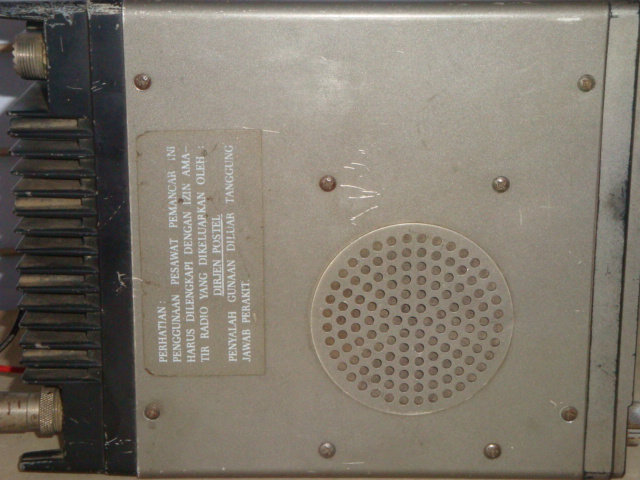 PERHATIAN :
PENGGUNAAN PESAWAT PEMANCAR INI
HARUS DILENGKAPI DENGAN IZIN AMA-
TIR RADIO YANG DIKELUARKAN OLEH :
DIRJEN POSTEL
PENYALAH GUNAAN DILUAR TANGGUNG
JAWAB PERAKIT.